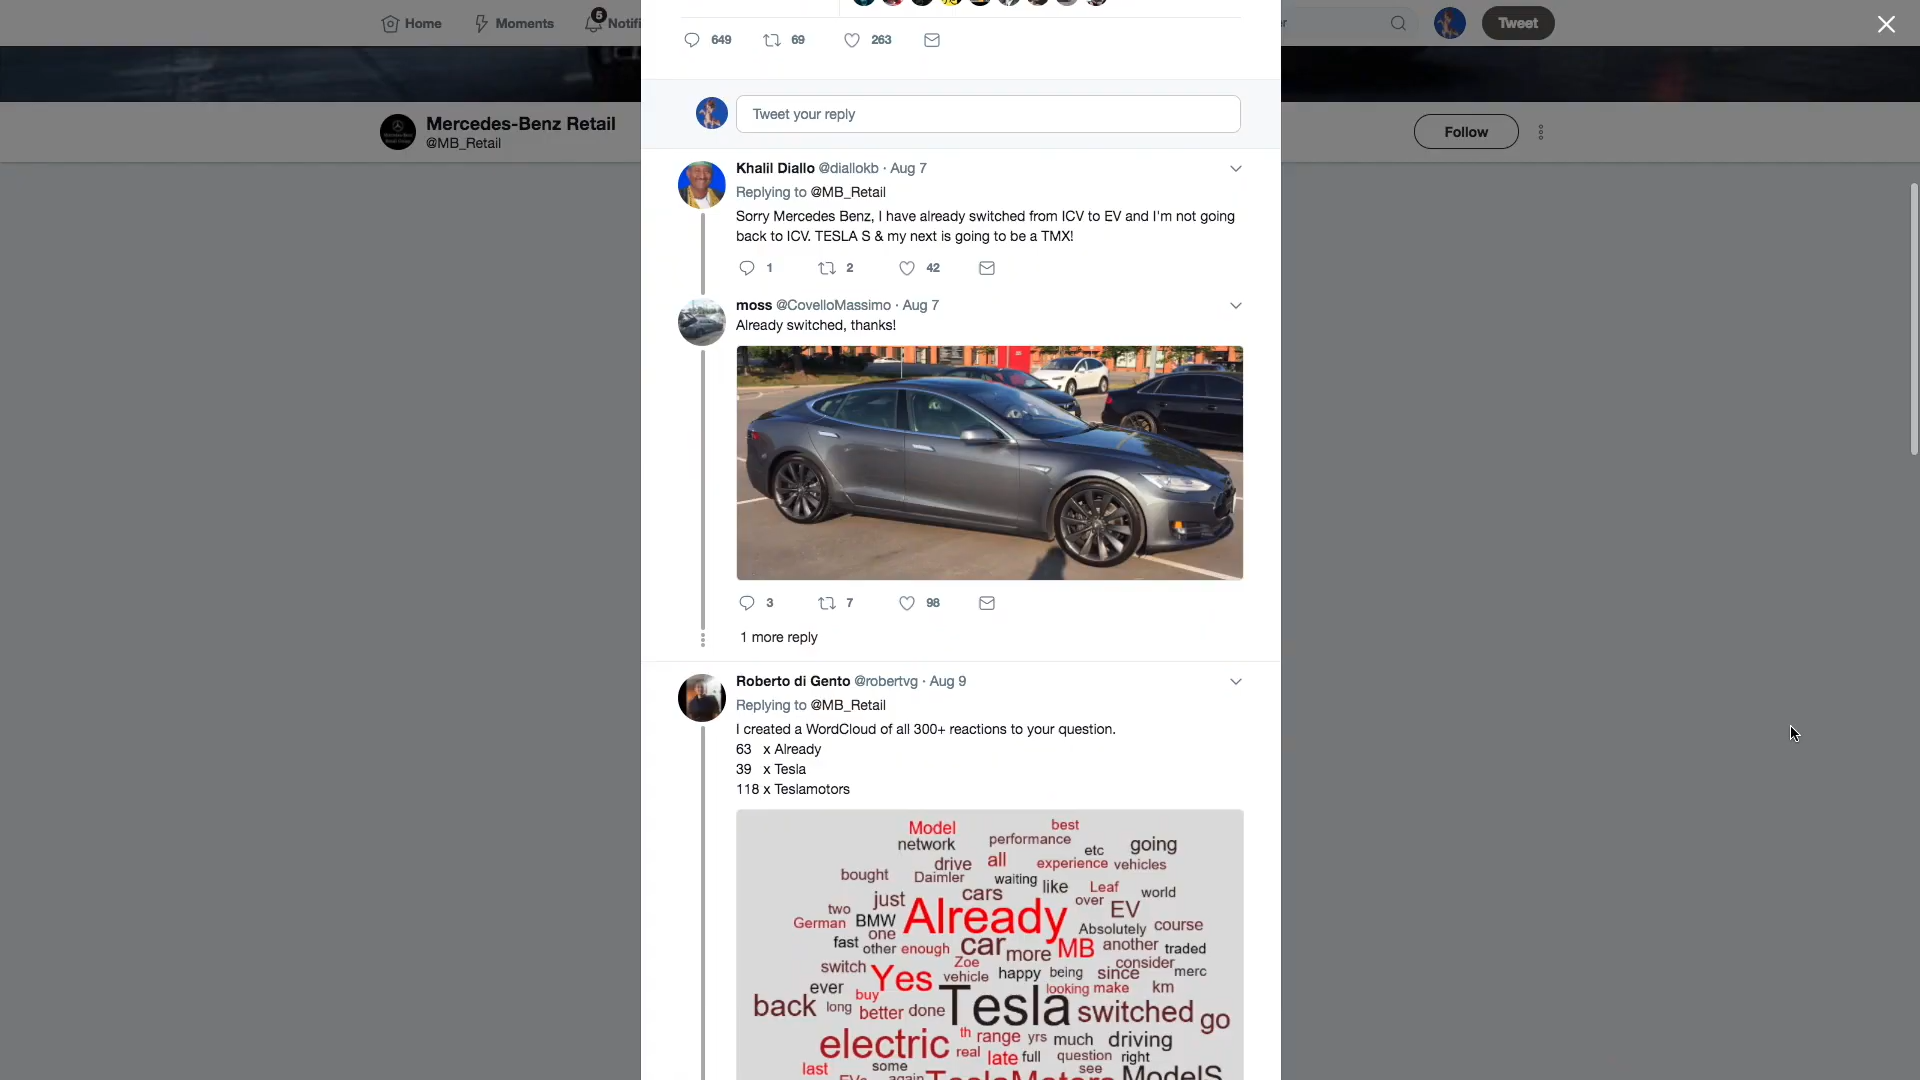 Home
Moments
5
Notifi
er
Tweet
649
69
263
Mercedes-Benz Retail
@MB_Retail
Follow
Tweet your reply
Khalil Diallo @diallokb · Aug 7
Replying to @MB_Retail
Sorry Mercedes Benz, I have already switched from ICV to EV and I'm not going
back to ICV. TESLA S & my next is going to be a TMX!
1
2
42
moss @CovelloMassimo · Aug 7
Already switched, thanks!
3
7
98
1 more reply
Roberto di Gento @robertvg · Aug 9
Replying to @MB_Retail
I created a WordCloud of all 300+ reactions to your question.
63 x Already
39 x Tesla
118 x Teslamotors
Model best
network performance etc going
drive all experience vehicles
bought Daimler waiting like Leaf world
two just cars over EV
German BMW Already Absolutely course
one
fast other enough car more MB another traded
switch Yes Zoe vehicle happy being since consider merc
ever buy looking make km
back long better done Tesla switched go
electric th range yrs much driving
real late full question right
last some see
EVs again TeslaMotors ModelS